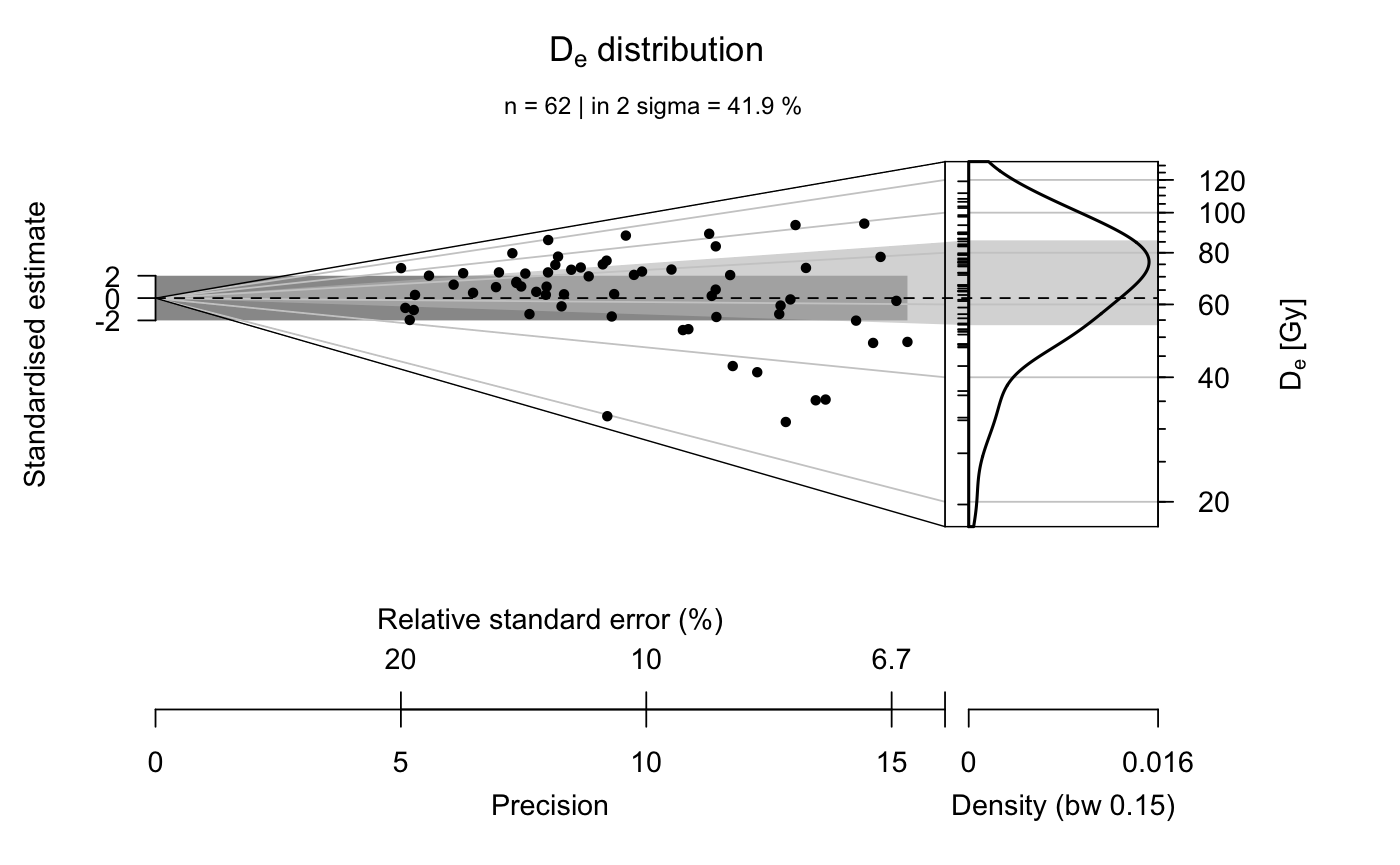 De distribution
n = 62 | in 2 sigma = 41.9 %
Standardised estimate
2
0
-2
120
100
80
60
40
20
De [Gy]
Relative standard error (%)
20 10 6.7
0 5 10 15 0 0.016
Precision Density (bw 0.15)